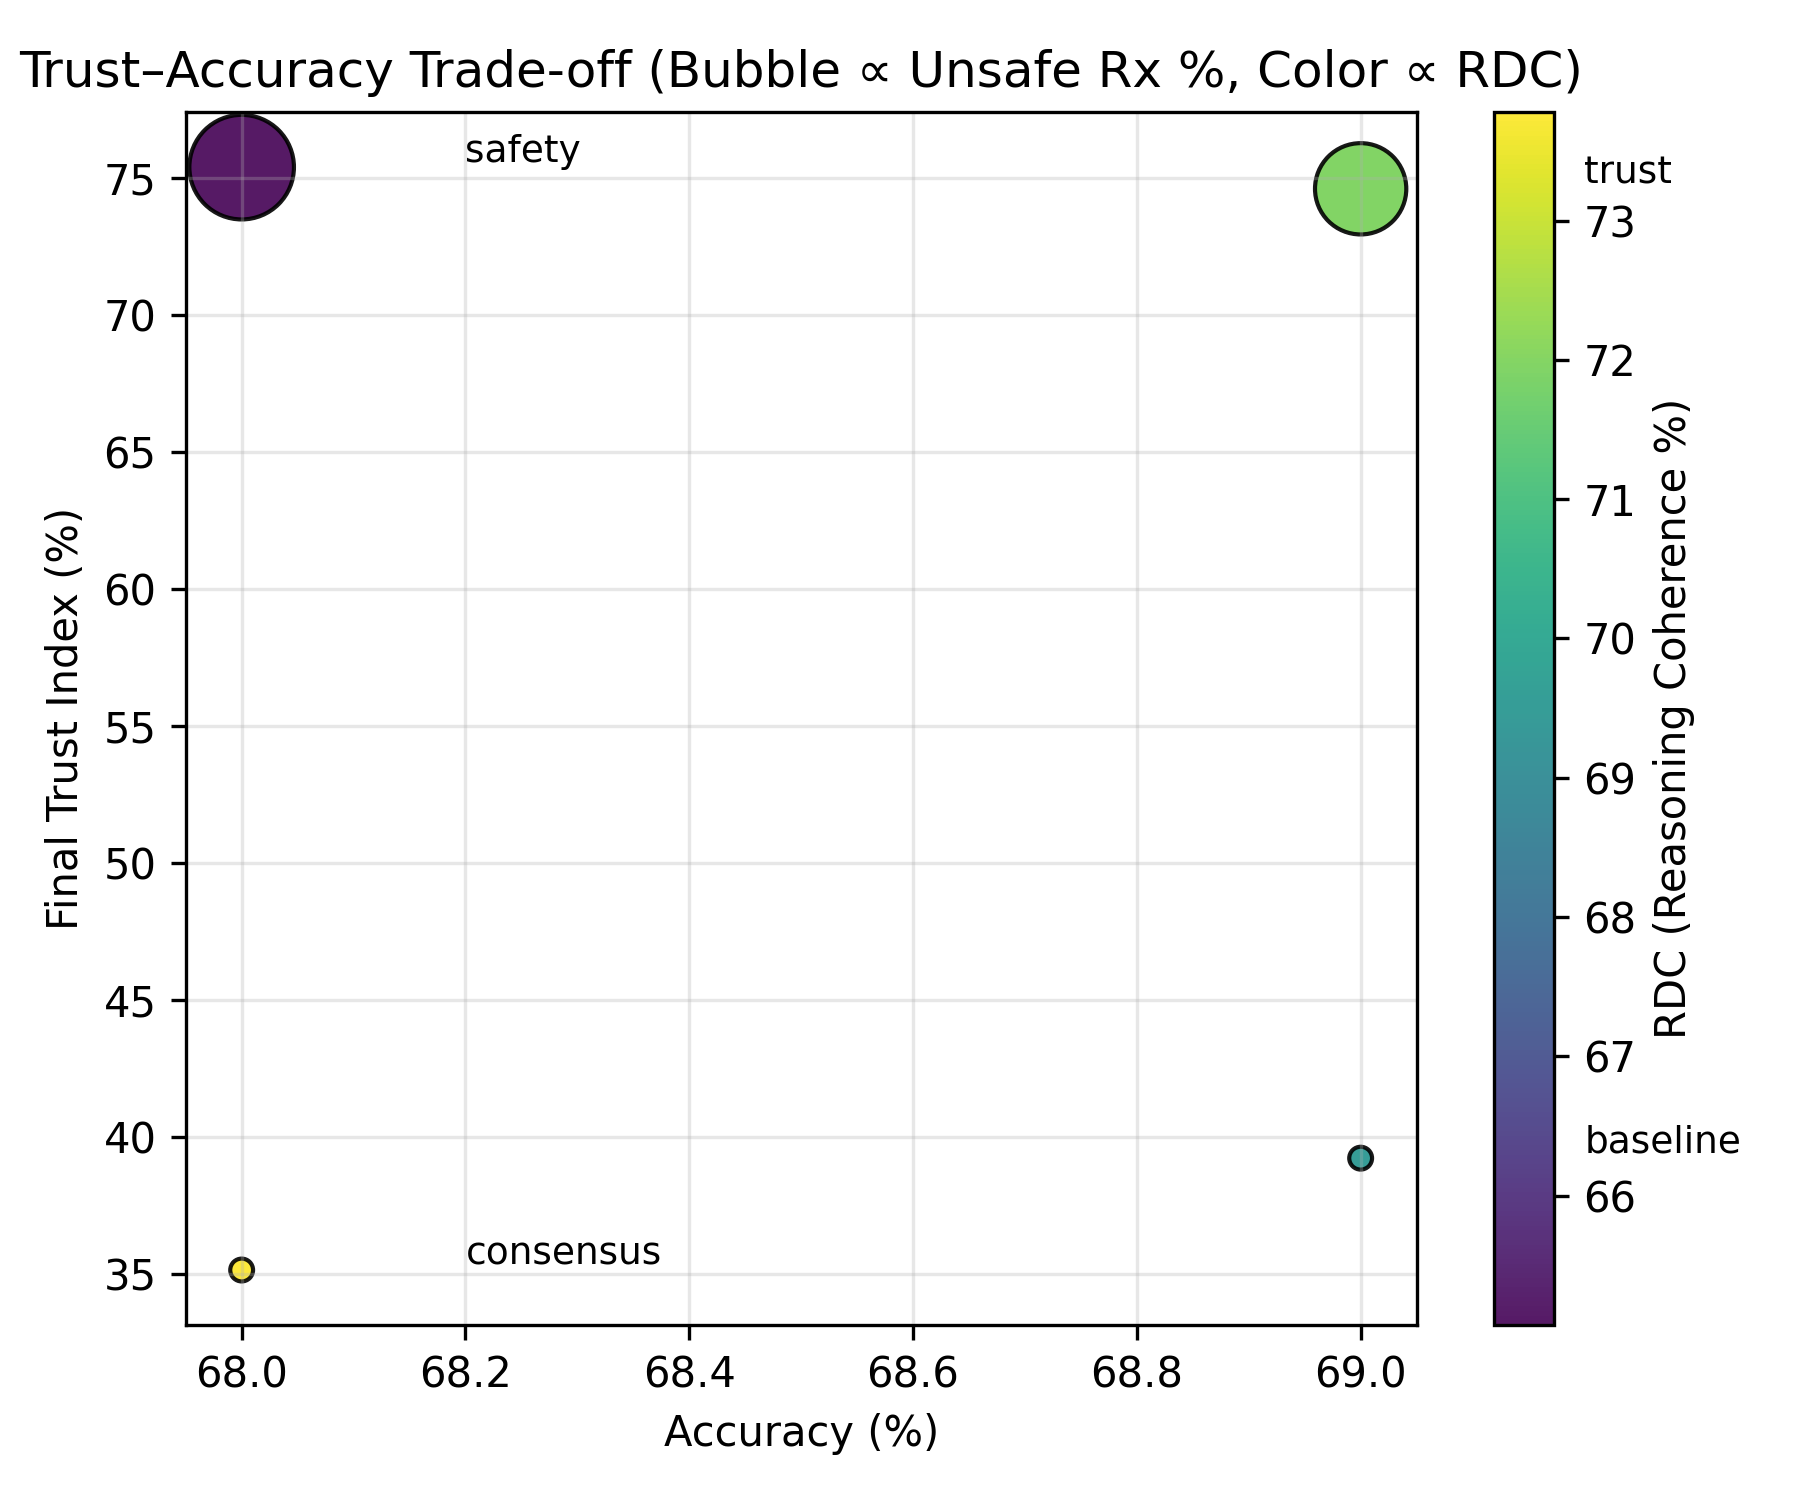 Trust–Accuracy Trade-off (Bubble ∝ Unsafe Rx %, Color ∝ RDC)
Final Trust Index (%)
75
70
65
60
55
50
45
40
35
safety
consensus
68.0 68.2 68.4 68.6 68.8 69.0
Accuracy (%)
trust
73
72
71
70
69
68
67
baseline
66
RDC (Reasoning Coherence %)